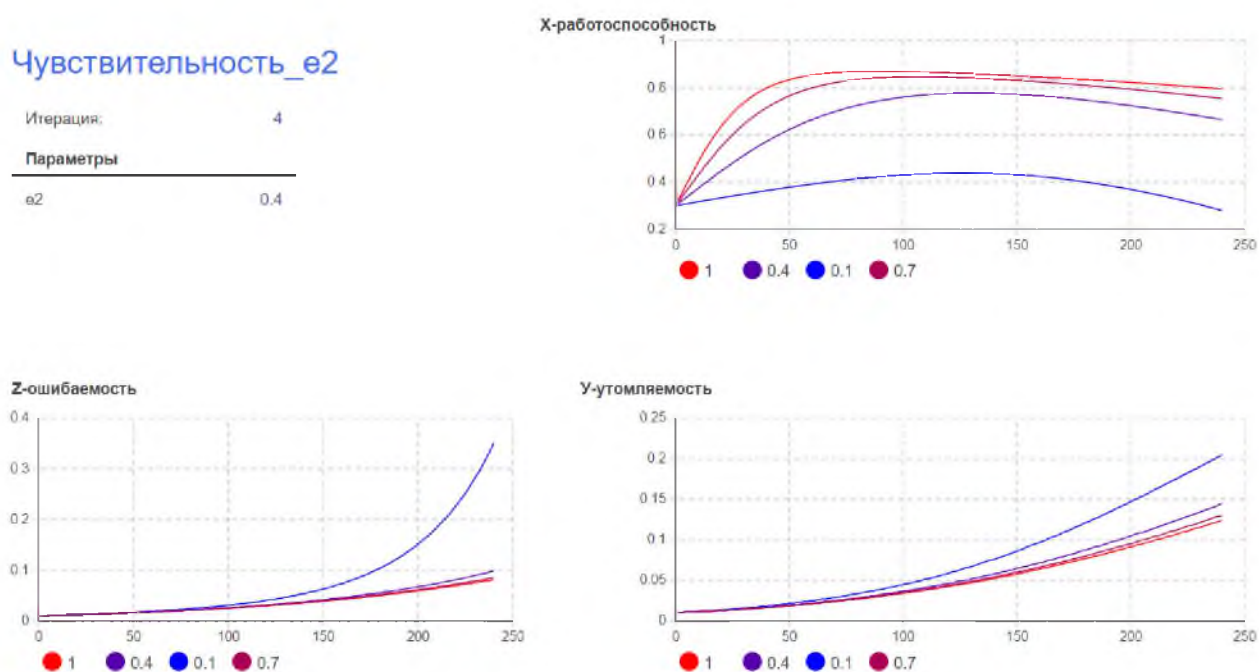 Чувствительность_e2
Итерация: 4
Параметры
e2 0.4
X-работоспособность
1
0.8
0.6
0.4
0.2
0 50 100 150 200 250
1 0.4 0.1 0.7
Z-ошибаемость
0.4
0.3
0.2
0.1
0
0 50 100 150 200 250
1 0.4 0.1 0.7
У-утомляемость
0.25
0.2
0.15
0.1
0.05
0
0 50 100 150 200 250
1 0.4 0.1 0.7